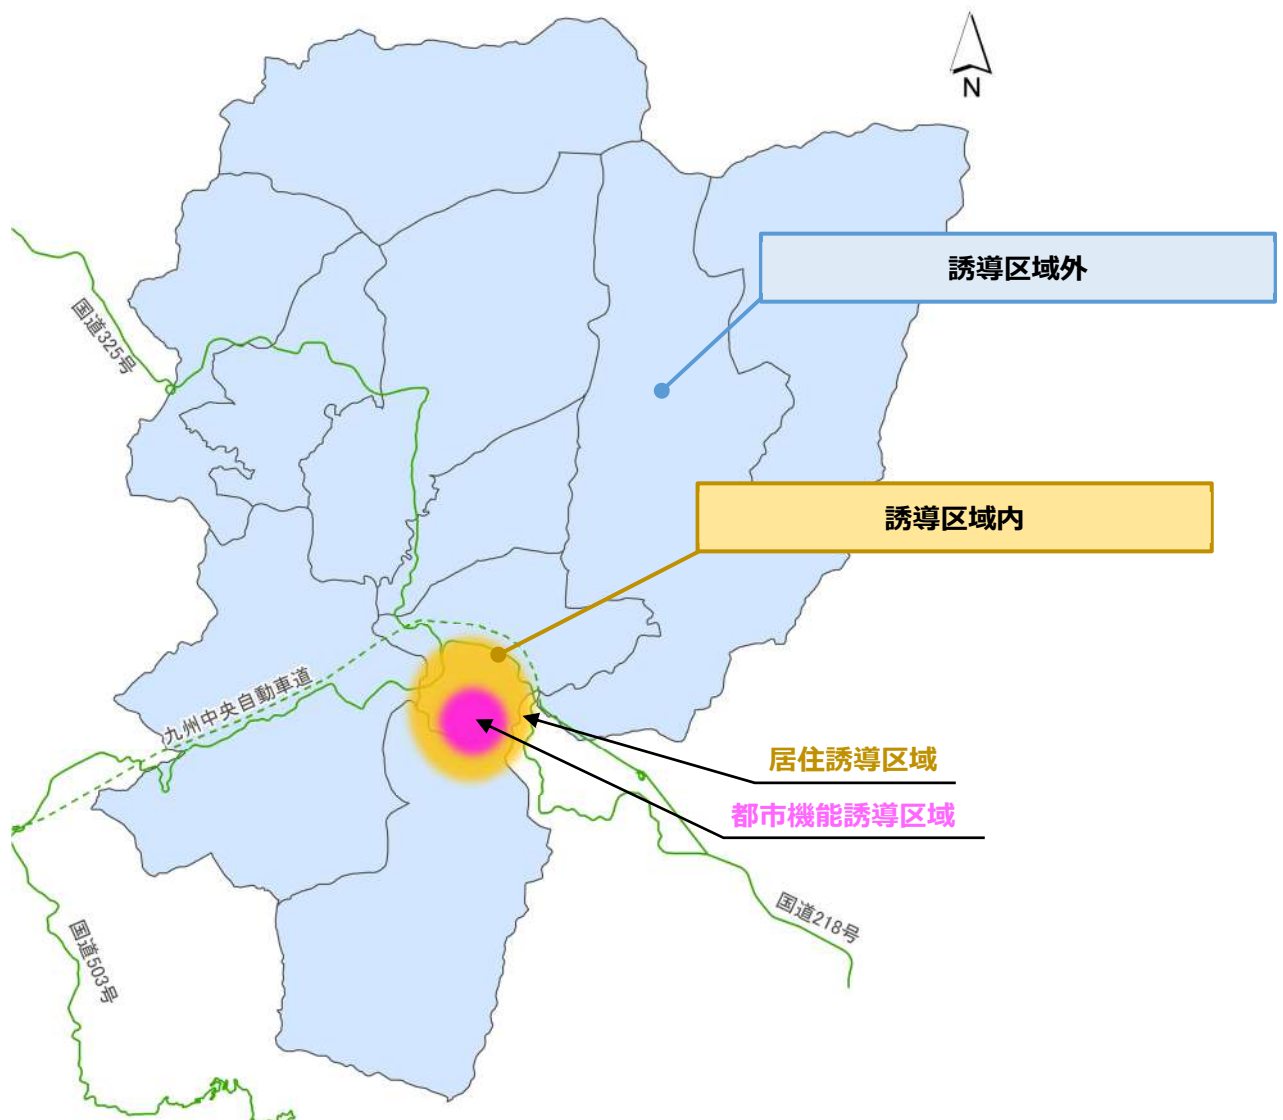 N
誘導区域外
国道325号
誘導区域内
九州中央自動車道
居住誘導区域
都市機能誘導区域
国道218号
国道503号